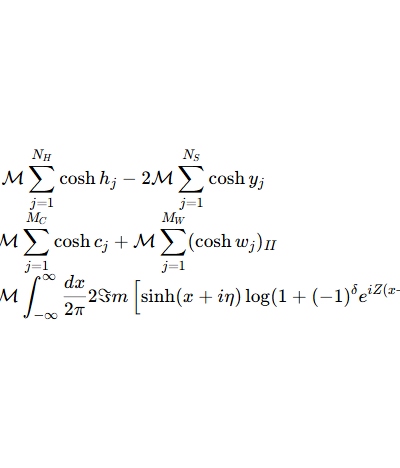 $\mathcal{M} \sum_{j=1}^{N_H} \cosh h_j - 2\mathcal{M} \sum_{j=1}^{N_S} \cosh y_j$
$\mathcal{M} \sum_{j=1}^{M_C} \cosh c_j + \mathcal{M} \sum_{j=1}^{M_W} (\cosh w_j)_{II}$
$\mathcal{M} \int_{-\infty}^{\infty} \frac{dx}{2\pi} 2\Im m \left[ \sinh(x + i\eta) \log(1 + (-1)^{\delta} e^{iZ(x-} \right.$